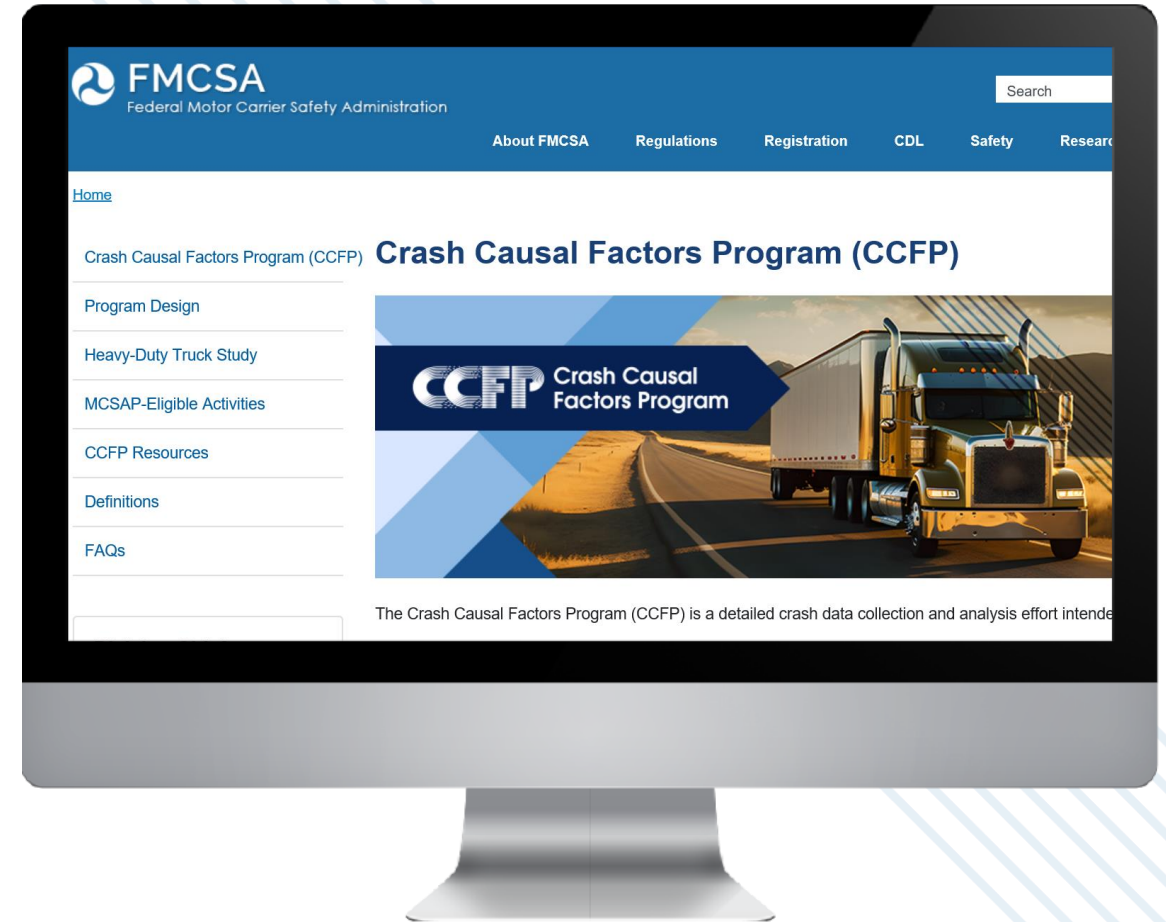 FMCSA
Federal Motor Carrier Safety Administration
Search
About FMCSA Regulations Registration CDL Safety Researc
Home
Crash Causal Factors Program (CCFP)
Program Design
Heavy-Duty Truck Study
MCSAP-Eligible Activities
CCFP Resources
Definitions
FAQs
Crash Causal Factors Program (CCFP)
CCFP Crash Causal
Factors Program
The Crash Causal Factors Program (CCFP) is a detailed crash data collection and analysis effort intende